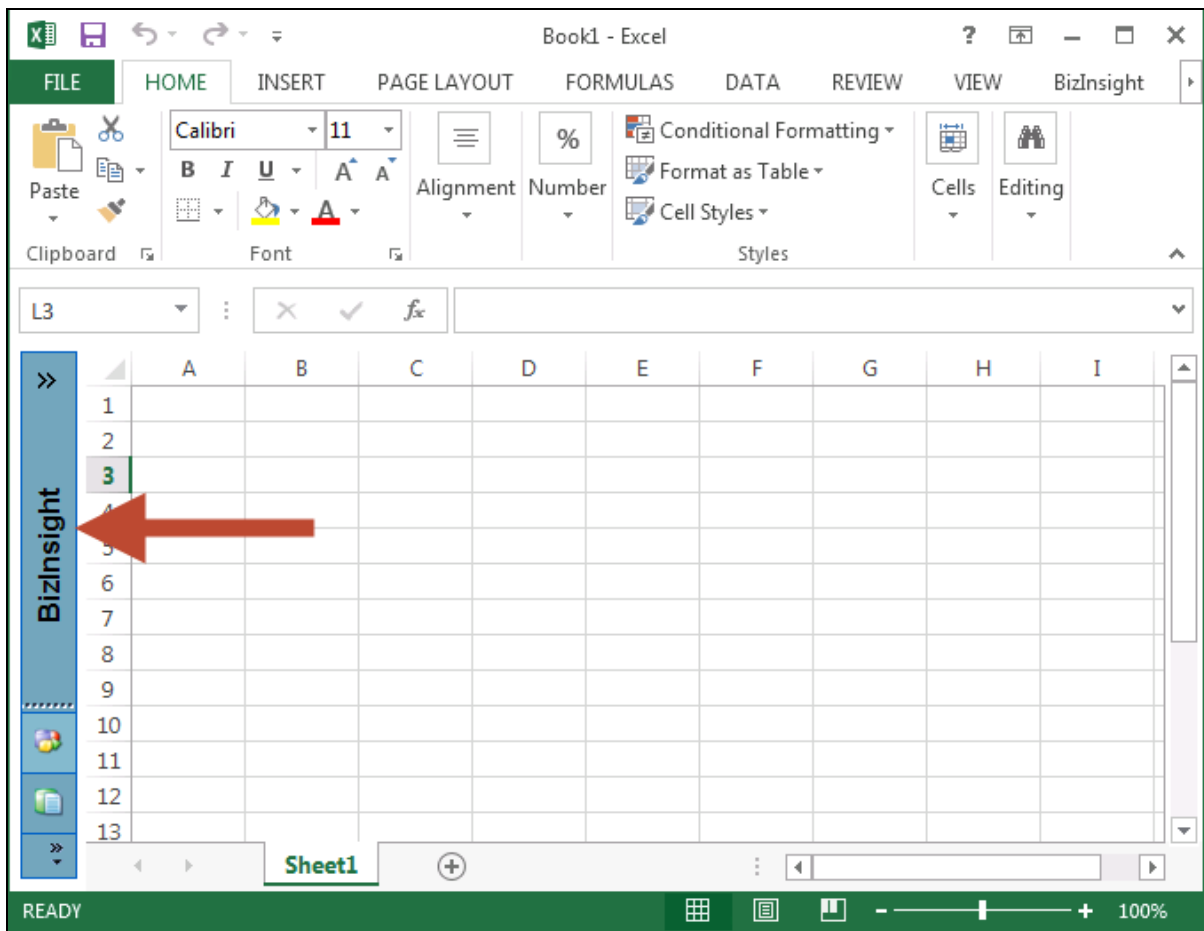 Book1 - Excel ?
FILE HOME INSERT PAGE LAYOUT FORMULAS DATA REVIEW VIEW BizInsight
Calibri 11 % Conditional Formatting
B I U A A Format as Table
Paste Alignment Number Cells Editing
A Cell Styles
Clipboard Font Styles
L3 fx
A B C D E F G H I
1
2
3
6
7
8
9
10
11
12
13
BizInsight
Sheet1
READY 100%